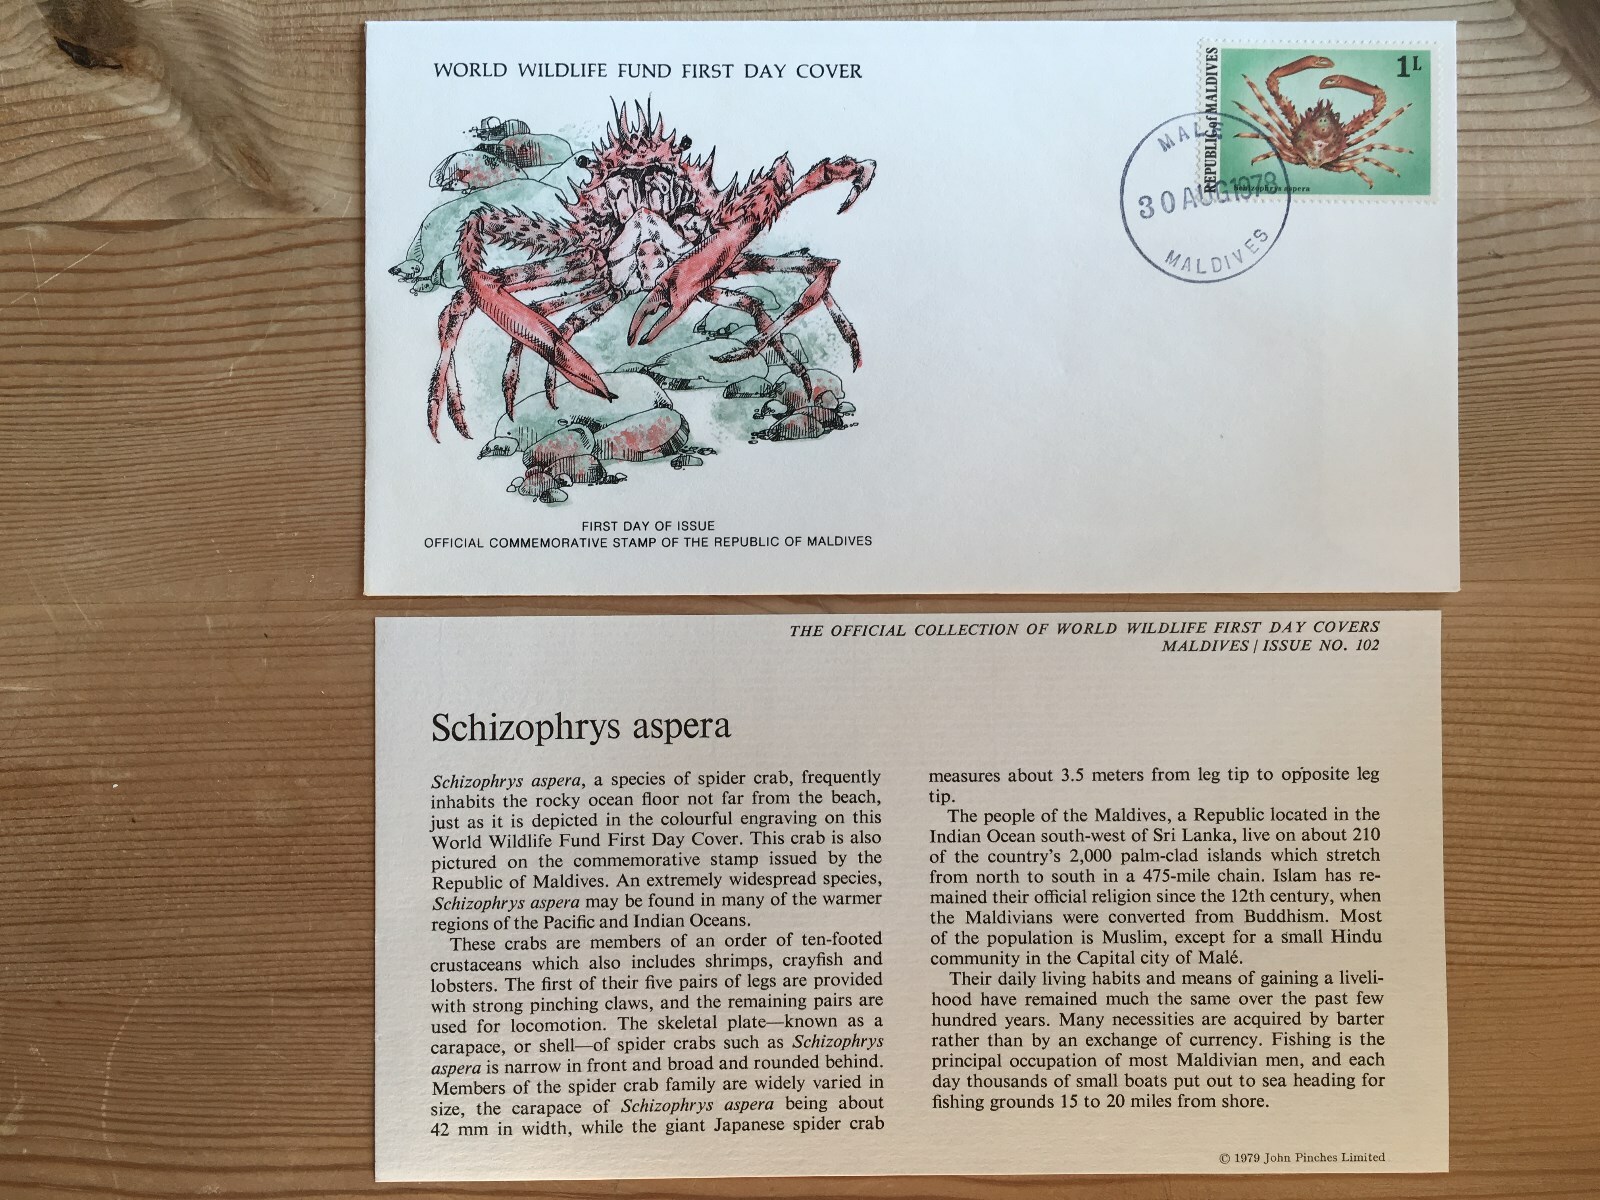 WORLD WILDLIFE FUND FIRST DAY COVER
REPUBLIC of MALDIVES
1L
Schizophrys aspera
MALE
30 AUG 1978
MALDIVES
FIRST DAY OF ISSUE
OFFICIAL COMMEMORATIVE STAMP OF THE REPUBLIC OF MALDIVES
THE OFFICIAL COLLECTION OF WORLD WILDLIFE FIRST DAY COVERS
MALDIVES / ISSUE NO. 102
Schizophrys aspera
Schizophrys aspera, a species of spider crab, frequently
inhabits the rocky ocean floor not far from the beach,
just as it is depicted in the colourful engraving on this
World Wildlife Fund First Day Cover. This crab is also
pictured on the commemorative stamp issued by the
Republic of Maldives. An extremely widespread species,
Schizophrys aspera may be found in many of the warmer
regions of the Pacific and Indian Oceans.
These crabs are members of an order of ten-footed
crustaceans which also includes shrimps, crayfish and
lobsters. The first of their five pairs of legs are provided
with strong pinching claws, and the remaining pairs are
used for locomotion. The skeletal plate—known as a
carapace, or shell—of spider crabs such as Schizophrys
aspera is narrow in front and broad and rounded behind.
Members of the spider crab family are widely varied in
size, the carapace of Schizophrys aspera being about
42 mm in width, while the giant Japanese spider crab
measures about 3.5 meters from leg tip to opposite leg
tip.
The people of the Maldives, a Republic located in the
Indian Ocean south-west of Sri Lanka, live on about 210
of the country's 2,000 palm-clad islands which stretch
from north to south in a 475-mile chain. Islam has re-
mained their official religion since the 12th century, when
the Maldivians were converted from Buddhism. Most
of the population is Muslim, except for a small Hindu
community in the Capital city of Malé.
Their daily living habits and means of gaining a liveli-
hood have remained much the same over the past few
hundred years. Many necessities are acquired by barter
rather than by an exchange of currency. Fishing is the
principal occupation of most Maldivian men, and each
day thousands of small boats put out to sea heading for
fishing grounds 15 to 20 miles from shore.
© 1979 John Pinches Limited